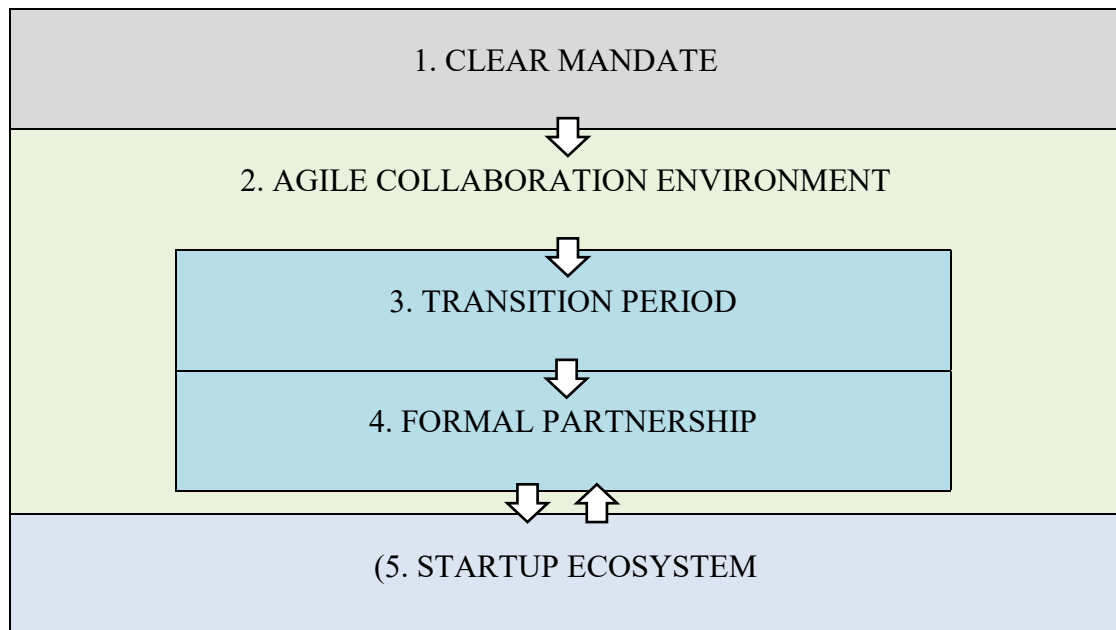 1. CLEAR MANDATE
2. AGILE COLLABORATION ENVIRONMENT
3. TRANSITION PERIOD
4. FORMAL PARTNERSHIP
(5. STARTUP ECOSYSTEM